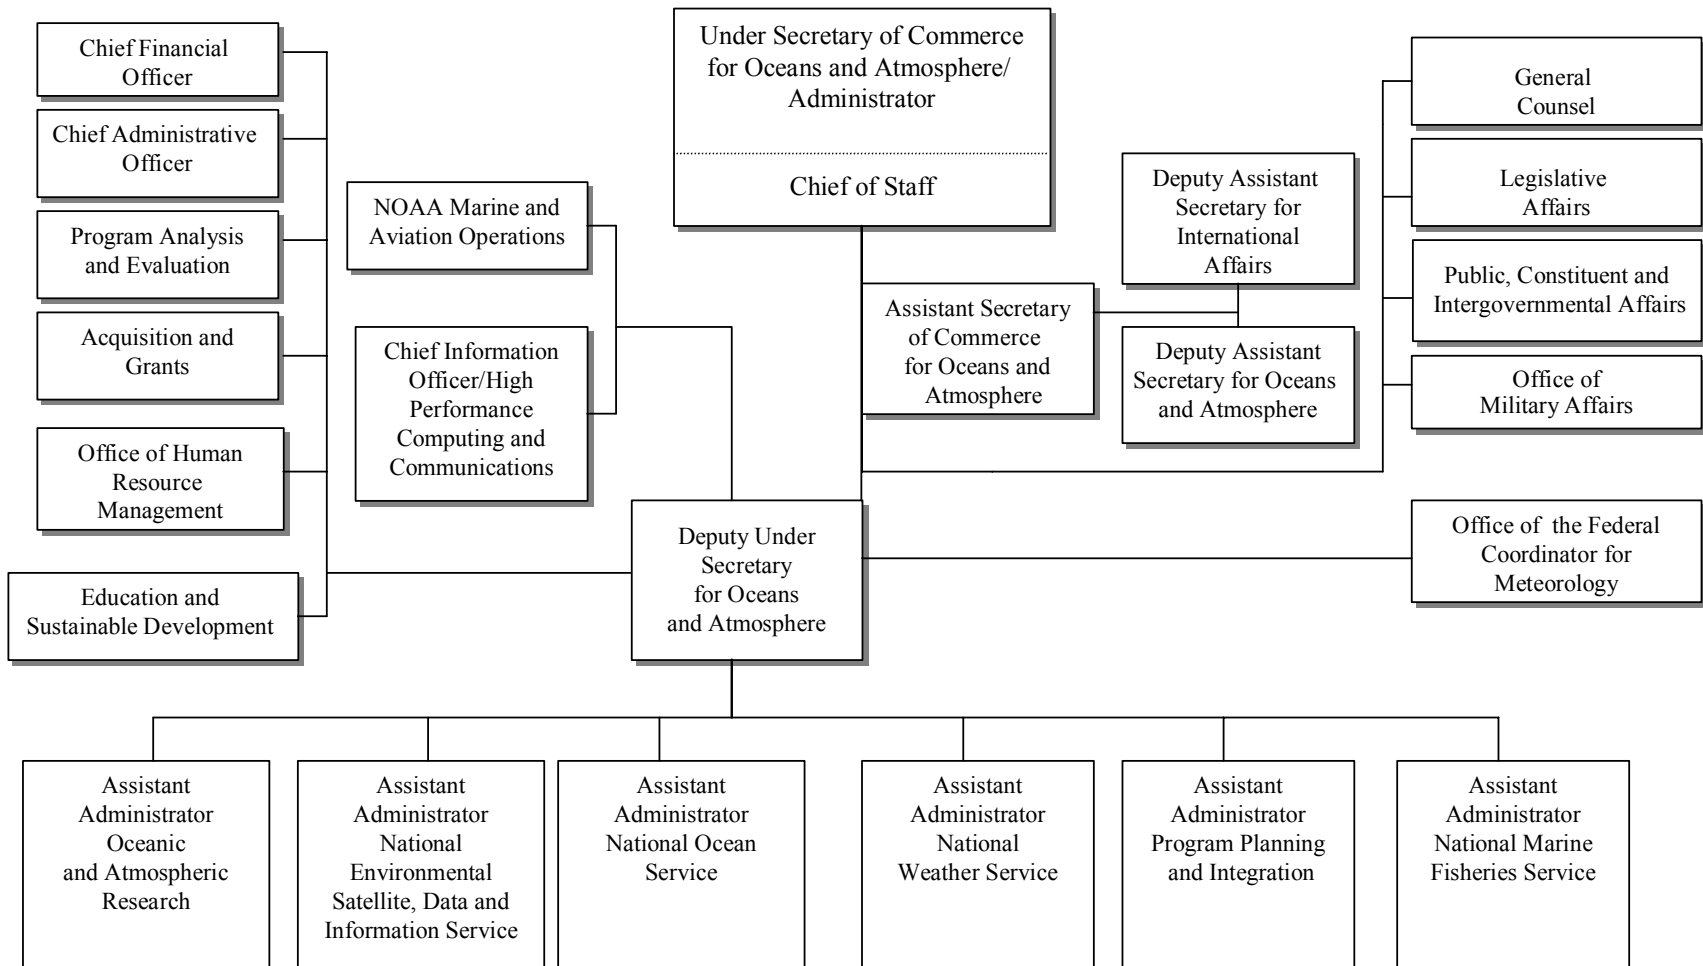 Chief Financial
Officer
Chief Administrative
Officer
Program Analysis
and Evaluation
Acquisition and
Grants
Office of Human
Resource
Management
Education and
Sustainable Development
NOAA Marine and
Aviation Operations
Chief Information
Officer/High
Performance
Computing and
Communications
Under Secretary of Commerce
for Oceans and Atmosphere/
Administrator
Chief of Staff
Assistant Secretary
of Commerce
for Oceans and
Atmosphere
Deputy Assistant
Secretary for
International
Affairs
Deputy Assistant
Secretary for Oceans
and Atmosphere
General
Counsel
Legislative
Affairs
Public, Constituent and
Intergovernmental Affairs
Office of
Military Affairs
Deputy Under
Secretary
for Oceans
and Atmosphere
Office of the Federal
Coordinator for
Meteorology
Assistant
Administrator
Oceanic
and Atmospheric
Research
Assistant
Administrator
National
Environmental
Satellite, Data and
Information Service
Assistant
Administrator
National Ocean
Service
Assistant
Administrator
National
Weather Service
Assistant
Administrator
Program Planning
and Integration
Assistant
Administrator
National Marine
Fisheries Service